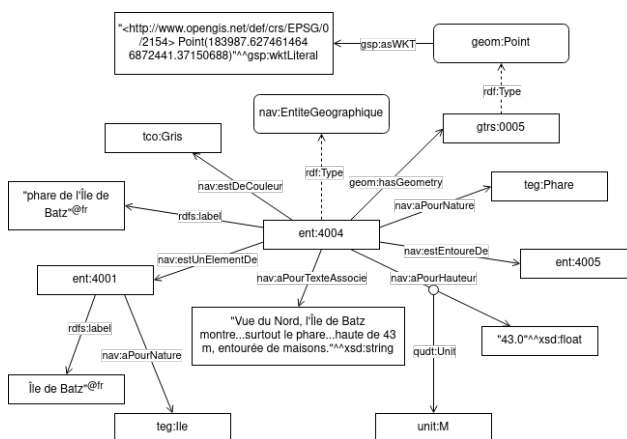 "<http://www.opengis.net/def/crs/EPSG/0
/2154> Point(183987.627461464
6872441.37150688)"^^gsp:wktLiteral
gsp:asWKT
geom:Point
rdf:Type
nav:EntiteGeographique
gtrs:0005
tco:Gris
rdf:Type
geom:hasGeometry
nav:estDeCouleur
teg:Phare
"phare de l'Île de
Batz"@fr
nav:aPourNature
rdfs:label
ent:4004
nav:estEntoureDe
nav:estUnElementDe
ent:4005
ent:4001
nav:aPourTexteAssocie
nav:aPourHauteur
"Vue du Nord, l'Île de Batz
montre...surtout le phare...haute de 43
m, entourée de maisons."^^xsd:string
rdfs:label
"43.0"^^xsd:float
nav:aPourNature
qudt:Unit
Île de Batz"@fr
teg:Ile
unit:M